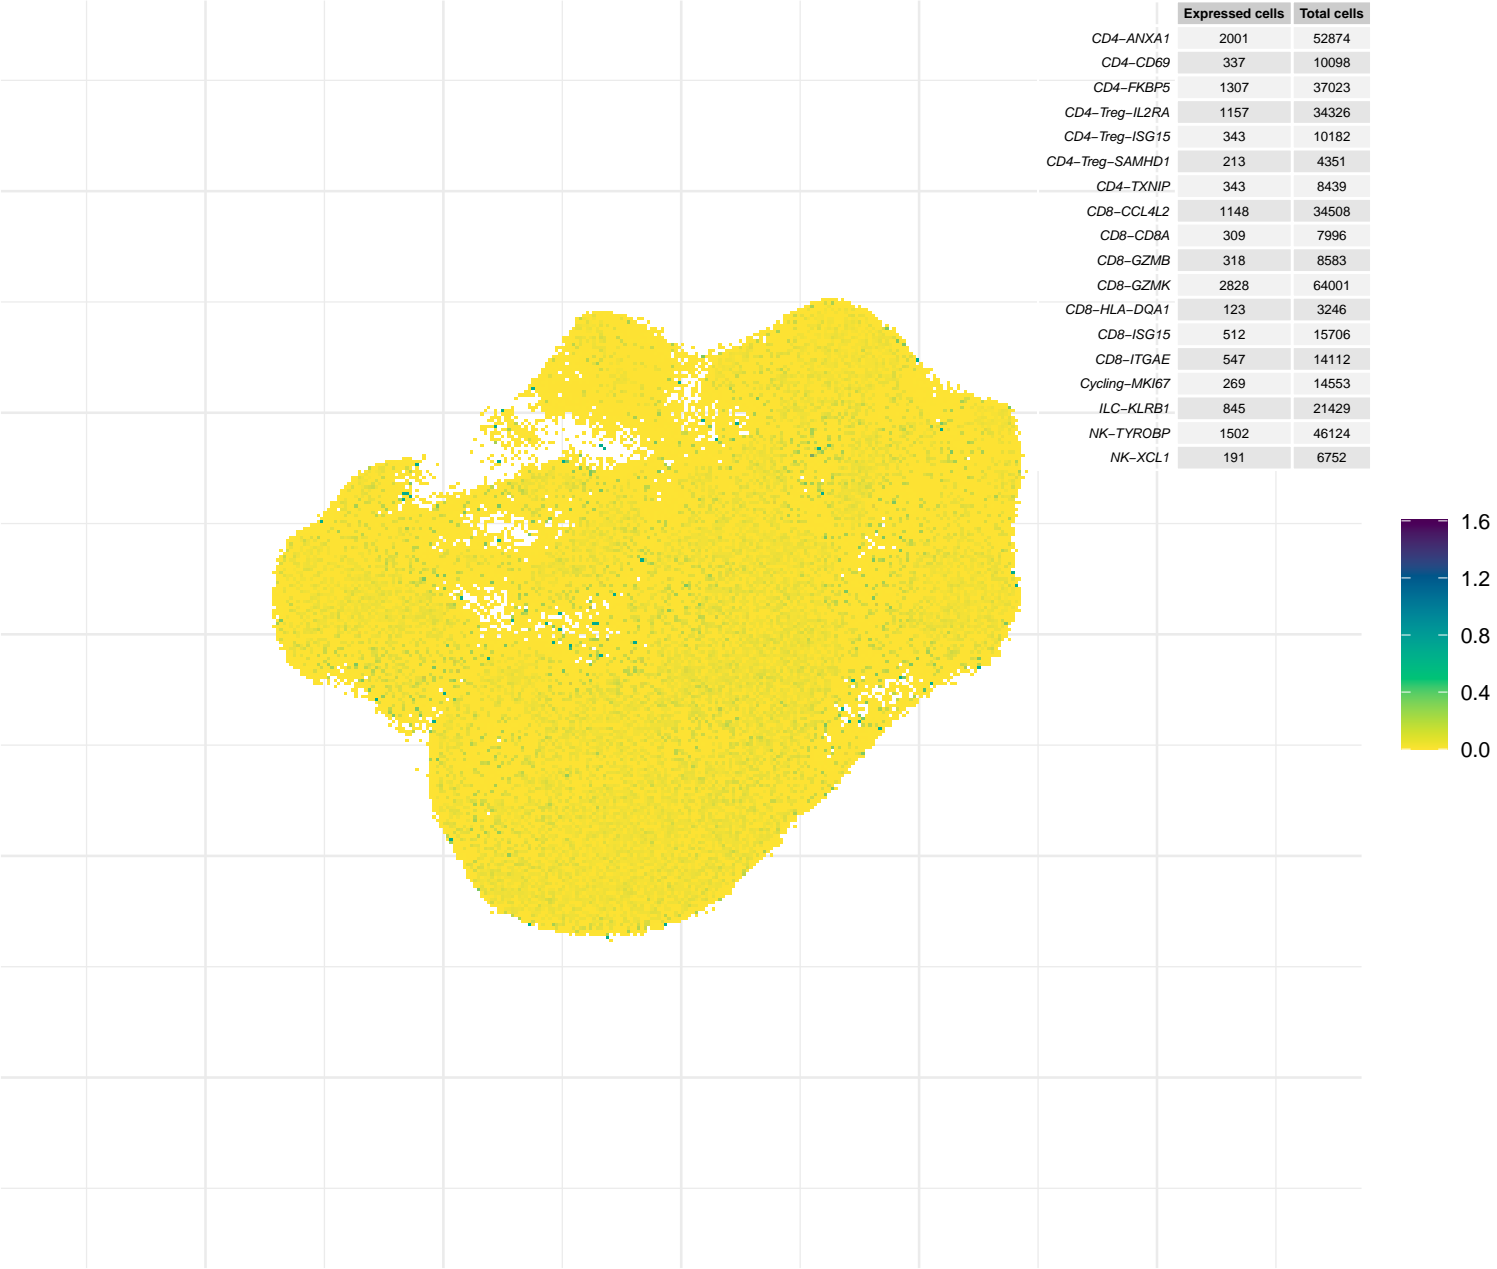 Expressed cells Total cells
CD4−ANXA1 2001 52874
CD4−CD69 337 10098
CD4−FKBP5 1307 37023
CD4−Treg−IL2RA 1157 34326
CD4−Treg−ISG15 343 10182
CD4−Treg−SAMHD1 213 4351
CD4−TXNIP 343 8439
CD8−CCL4L2 1148 34508
CD8−CD8A 309 7996
CD8−GZMB 318 8583
CD8−GZMK 2828 64001
CD8−HLA−DQA1 123 3246
CD8−ISG15 512 15706
CD8−ITGAE 547 14112
Cycling−MKI67 269 14553
ILC−KLRB1 845 21429
NK−TYROBP 1502 46124
NK−XCL1 191 6752
1.6
1.2
0.8
0.4
0.0